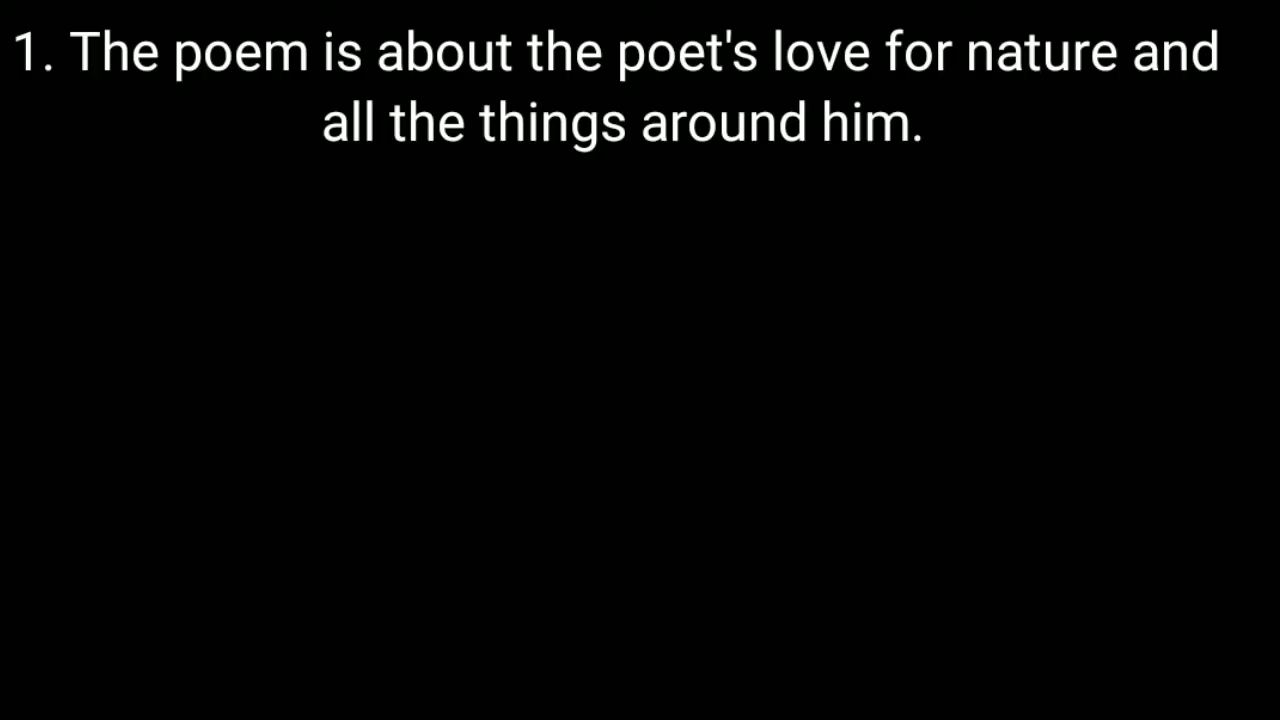 1. The poem is about the poet's love for nature and
all the things around him.